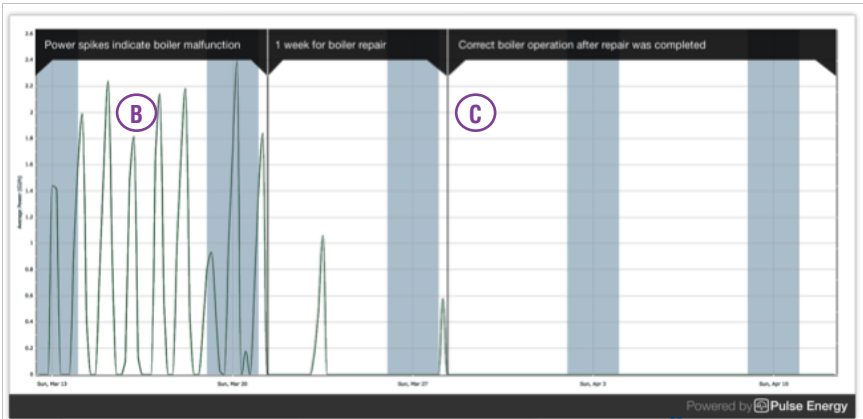 Power spikes indicate boiler malfunction
1 week for boiler repair
Correct boiler operation after repair was completed
2.6
2.4
2.2
2
1.8
1.6
1.4
1.2
1
0.8
0.6
0.4
0.2
0
B
C
Sun, Mar 13
Sun, Mar 20
Sun, Mar 27
Sun, Apr 3
Sun, Apr 10
Powered by Pulse Energy